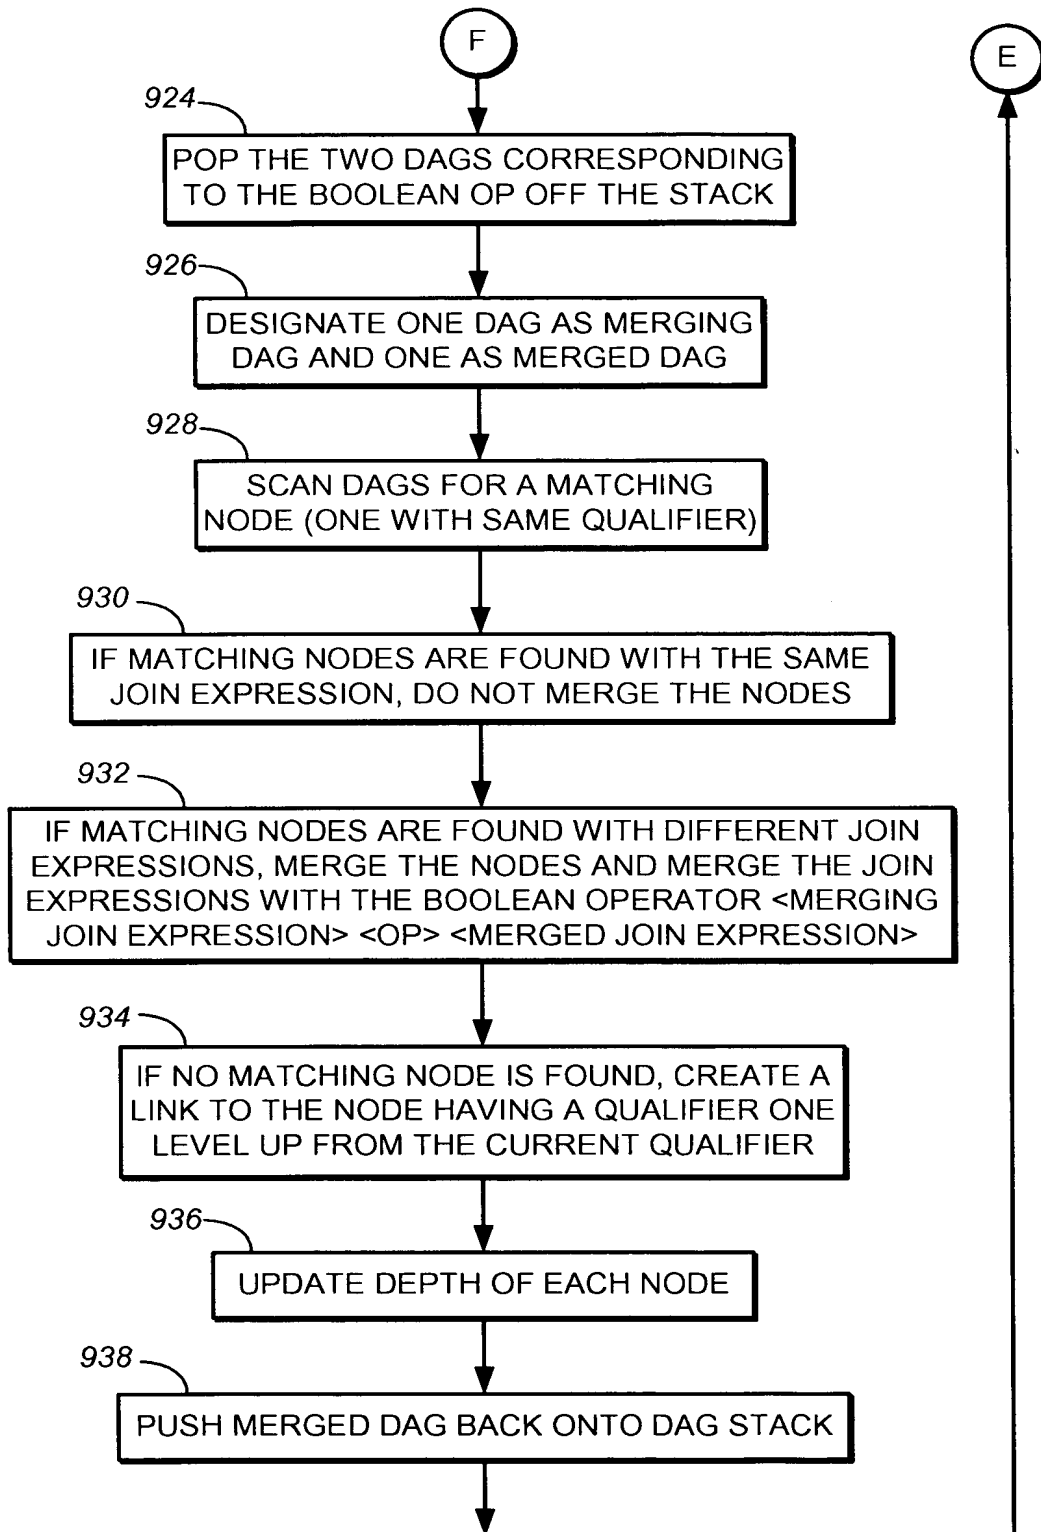 F
E
924
POP THE TWO DAGS CORRESPONDING
TO THE BOOLEAN OP OFF THE STACK
926
DESIGNATE ONE DAG AS MERGING
DAG AND ONE AS MERGED DAG
928
SCAN DAGS FOR A MATCHING
NODE (ONE WITH SAME QUALIFIER)
930
IF MATCHING NODES ARE FOUND WITH THE SAME
JOIN EXPRESSION, DO NOT MERGE THE NODES
932
IF MATCHING NODES ARE FOUND WITH DIFFERENT JOIN
EXPRESSIONS, MERGE THE NODES AND MERGE THE JOIN
EXPRESSIONS WITH THE BOOLEAN OPERATOR <MERGING
JOIN EXPRESSION> <OP> <MERGED JOIN EXPRESSION>
934
IF NO MATCHING NODE IS FOUND, CREATE A
LINK TO THE NODE HAVING A QUALIFIER ONE
LEVEL UP FROM THE CURRENT QUALIFIER
936
UPDATE DEPTH OF EACH NODE
938
PUSH MERGED DAG BACK ONTO DAG STACK